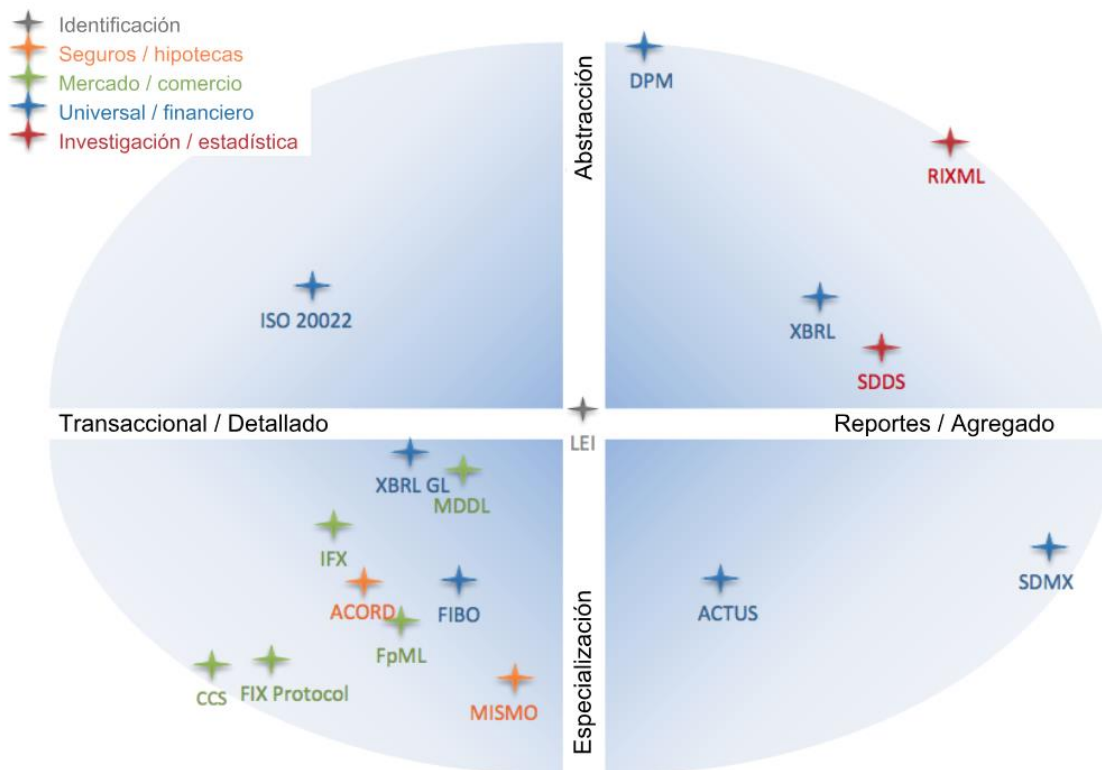 Identificación
Seguros / hipotecas
Mercado / comercio
Universal / financiero
Investigación / estadística
Abstracción
DPM
RIXML
ISO 20022
XBRL
SDDS
Transaccional / Detallado
Reportes / Agregado
LEI
XBRL GL
MDDL
IFX
ACORD
FIBO
ACTUS
SDMX
FpML
CCS
FIX Protocol
MISMO
Especialización